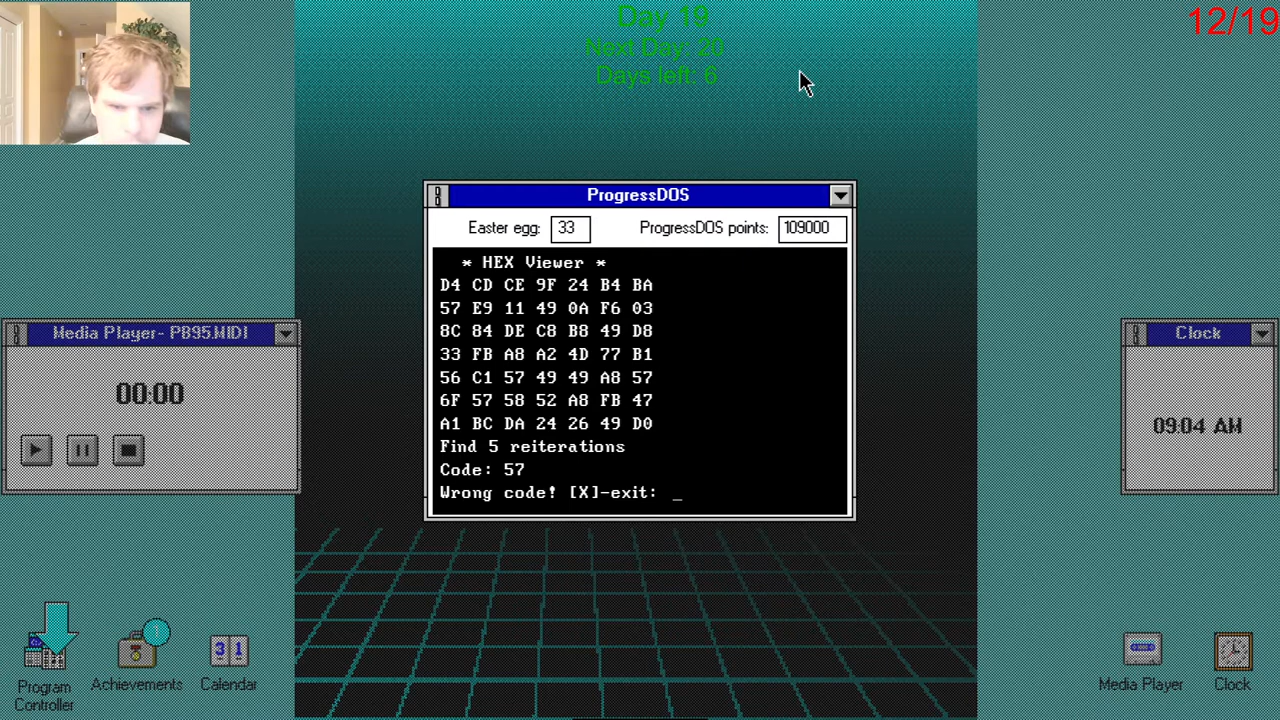 Day 19
Next Day: 20
Days left: 6
12/19
ProgressDOS
Easter egg: 33 ProgressDOS points: 109000
* HEX Viewer *
D4 CD CE 9F 24 B4 BA
57 E9 11 49 0A F6 03
8C 84 DE C8 B8 49 D8
33 FB A8 A2 4D 77 B1
56 C1 57 49 49 A8 57
6F 57 58 52 A8 FB 47
A1 BC DA 24 26 49 D0
Find 5 reiterations
Code: 57
Wrong code! [X]-exit: _
Media Player- PB95.MID1
00:00
Clock
09:04 AM
Program
Controller
Achievements
1
31
Calendar
Media Player
Clock